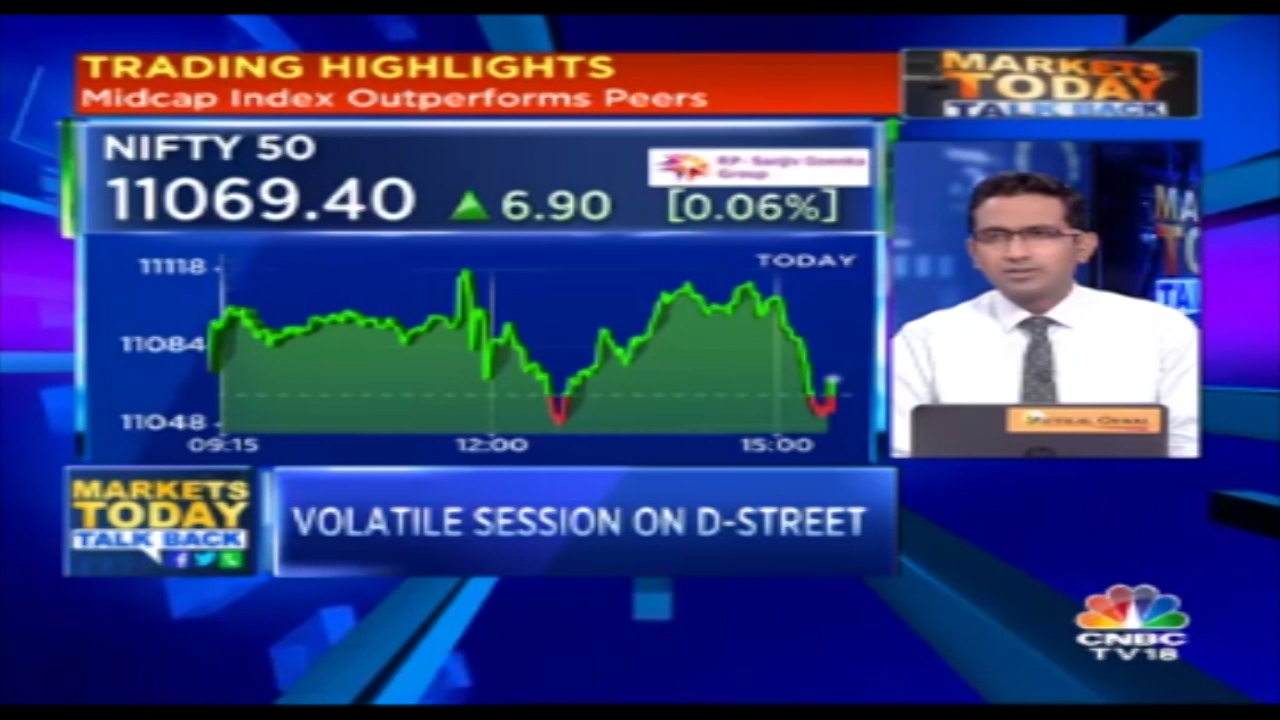 TRADING HIGHLIGHTS
Midcap Index Outperforms Peers
MARKETS
TODAY
TALK BACK
NIFTY 50
11069.40 ▲ 6.90 [0.06%]
RP- Sanjiv Goenka
Group
TODAY
11118
11084
11048
09:15 12:00 15:00
MA
T
TA
MARKETS
TODAY
TALK BACK
VOLATILE SESSION ON D-STREET
CNBC
TV18